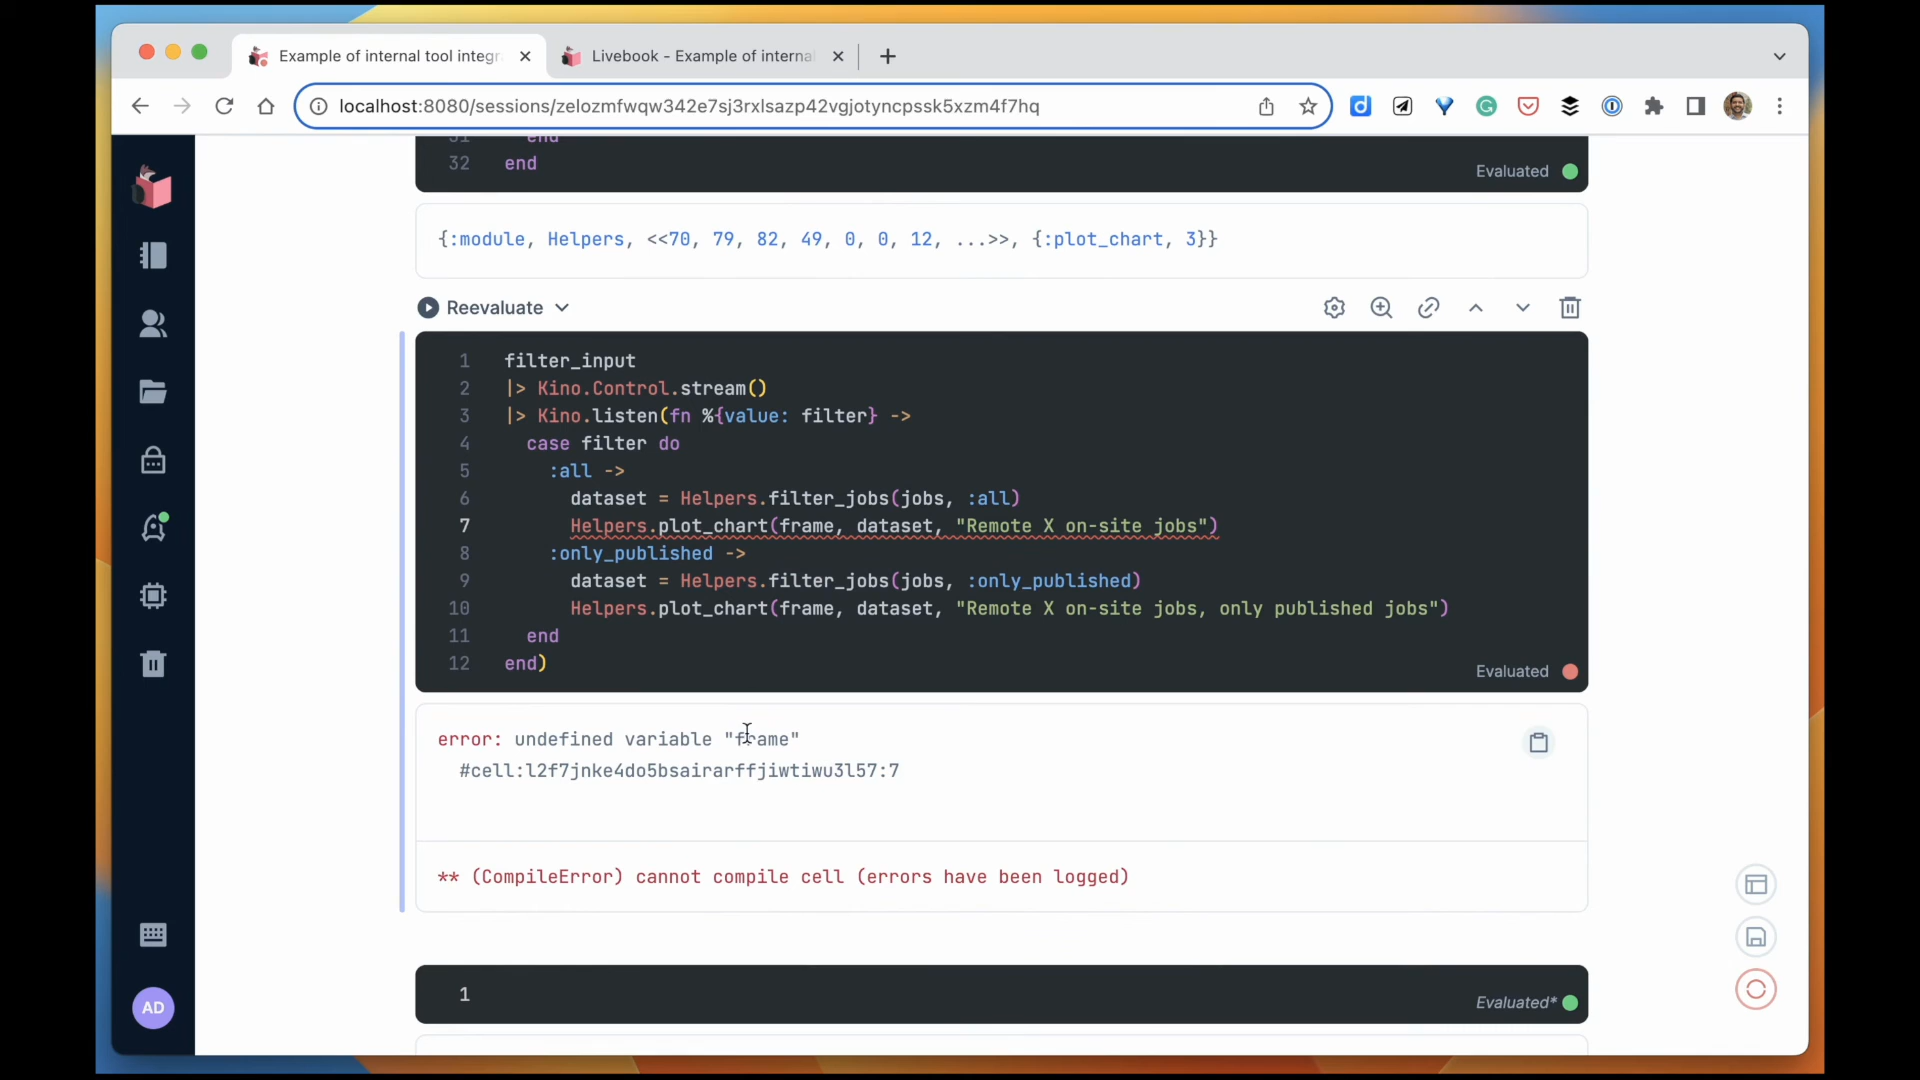 Example of internal tool integr
Livebook - Example of internal
localhost:8080/sessions/zelozmfwqw342e7sj3rxlsazp42vgjotyncpssk5xzm4f7hq
31 end
32 end
Evaluated
{:module, Helpers, <<70, 79, 82, 49, 0, 0, 12, ...>>, {:plot_chart, 3}}
Reevaluate
1 filter_input
2 |> Kino.Control.stream()
3 |> Kino.listen(fn %{value: filter} ->
4 case filter do
5 :all ->
6 dataset = Helpers.filter_jobs(jobs, :all)
7 Helpers.plot_chart(frame, dataset, "Remote X on-site jobs")
8 :only_published ->
9 dataset = Helpers.filter_jobs(jobs, :only_published)
10 Helpers.plot_chart(frame, dataset, "Remote X on-site jobs, only published jobs")
11 end
12 end)
Evaluated
error: undefined variable "frame"
#cell:l2f7jnke4do5bsairarffjiwtiwu3l57:7
** (CompileError) cannot compile cell (errors have been logged)
1
Evaluated*
AD